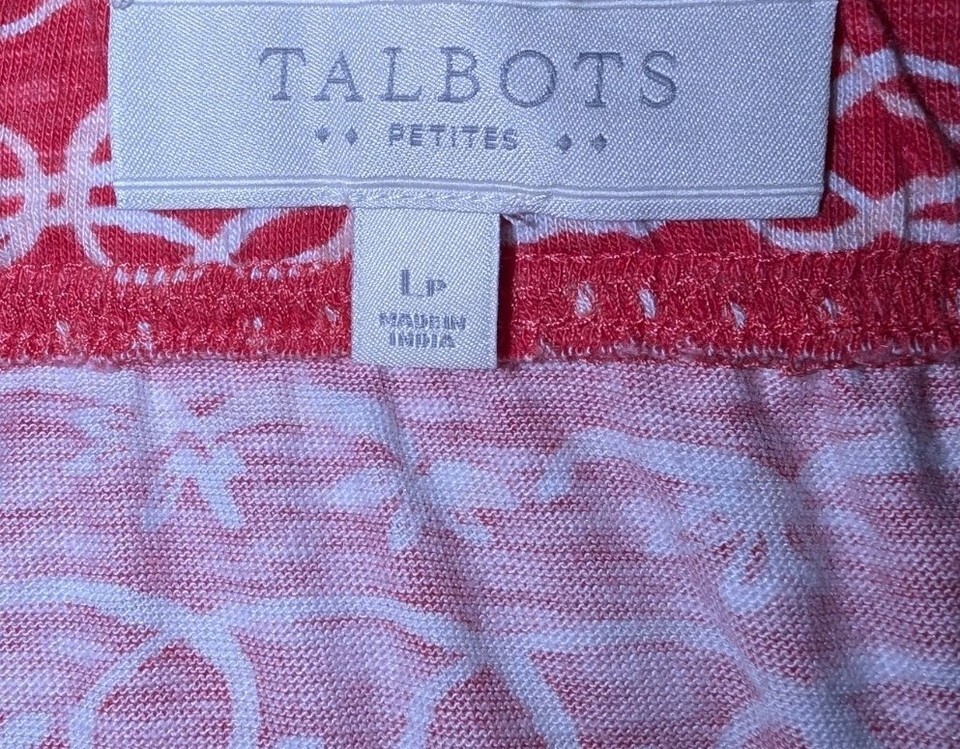 TALBOTS
PETITES
LP
MADE IN
INDIA